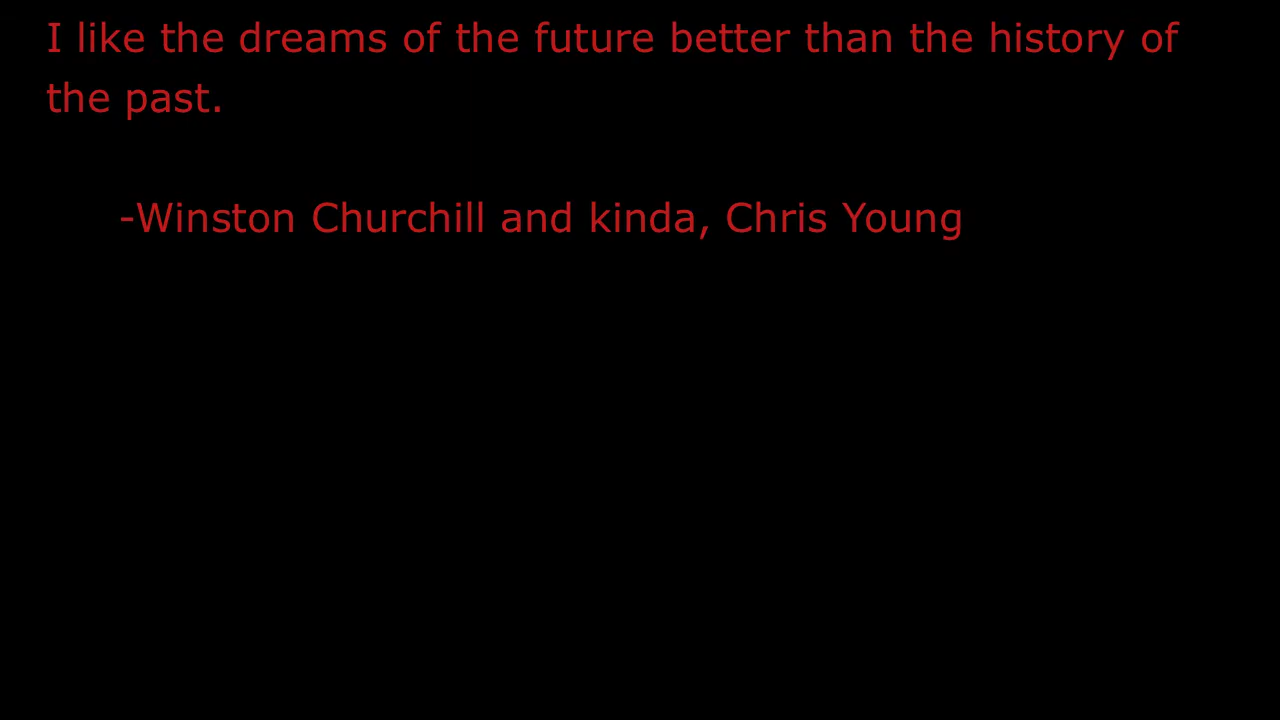 I like the dreams of the future better than the history of
the past.
-Winston Churchill and kinda, Chris Young